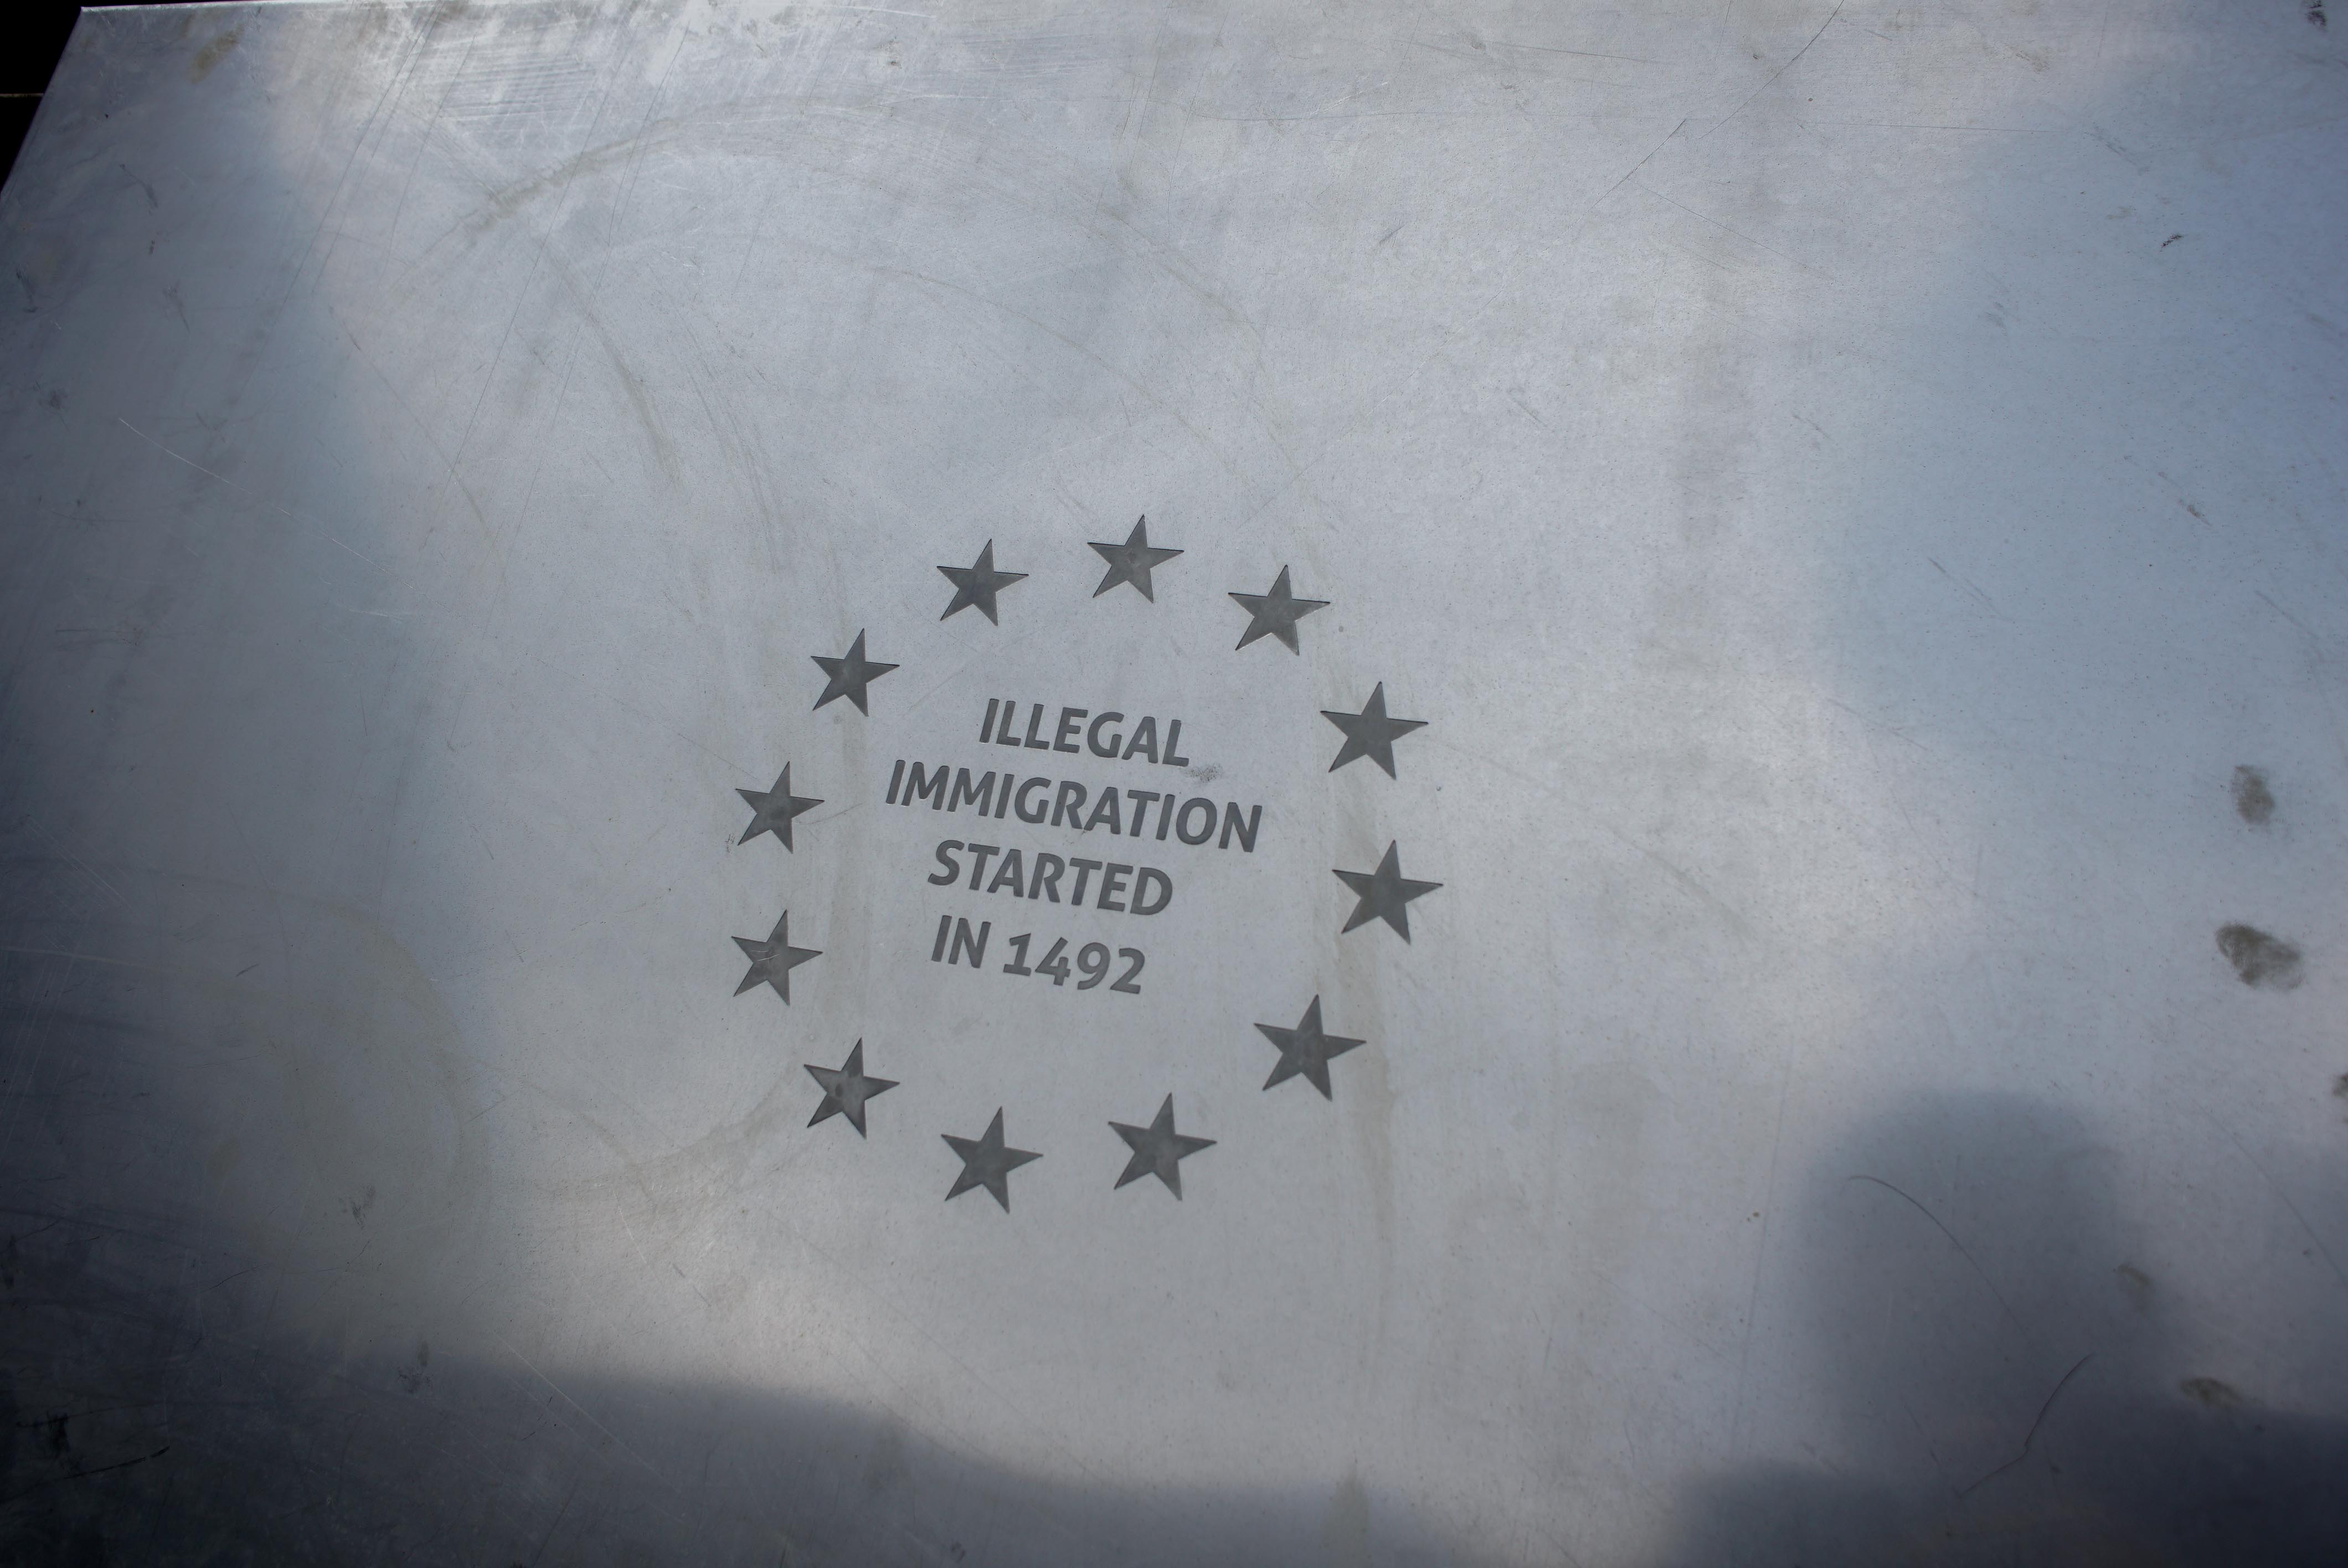 ILLEGAL
IMMIGRATION
STARTED
IN 1492